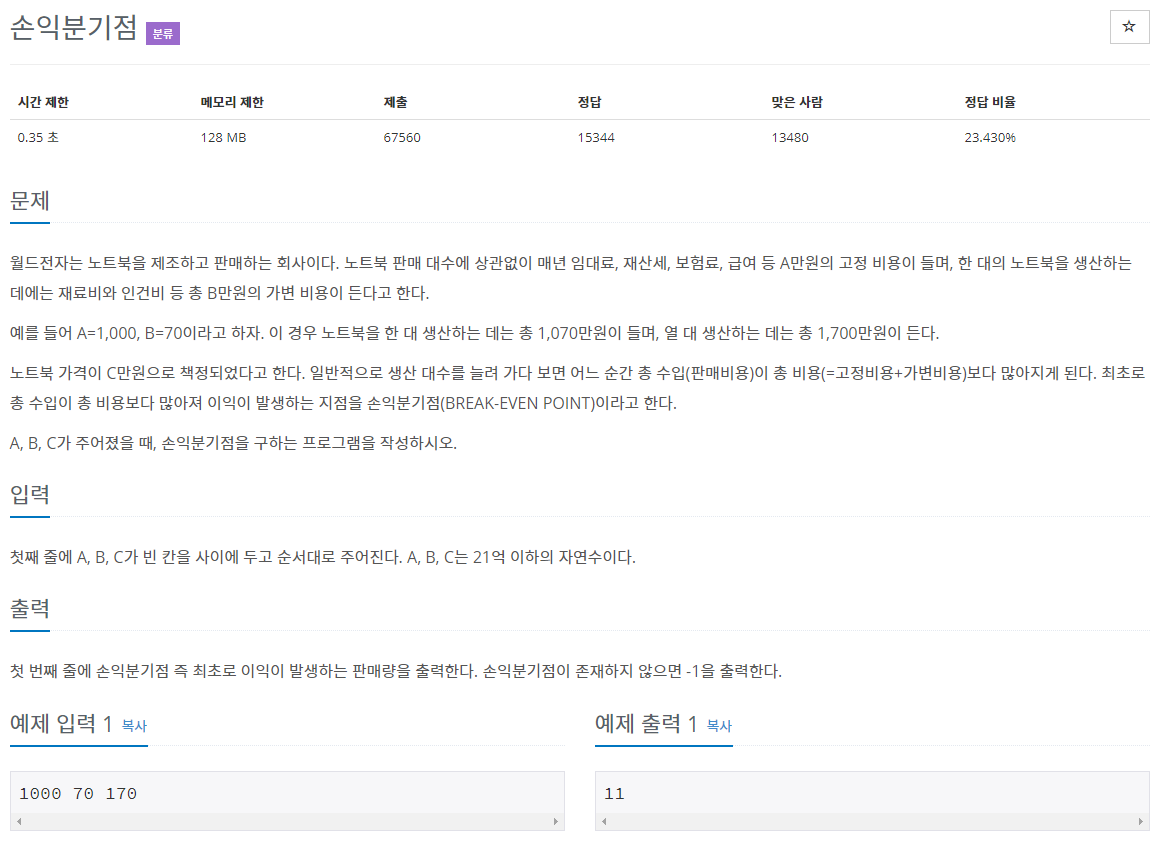 손익분기점 분류
☆
시간 제한 메모리 제한 제출 정답 맞은 사람 정답 비율
0.35 초 128 MB 67560 15344 13480 23.430%
문제
월드전자는 노트북을 제조하고 판매하는 회사이다. 노트북 판매 대수에 상관없이 매년 임대료, 재산세, 보험료, 급여 등 A만원의 고정 비용이 들며, 한 대의 노트북을 생산하는
데에는 재료비와 인건비 등 총 B만원의 가변 비용이 든다고 한다.
예를 들어 A=1,000, B=70이라고 하자. 이 경우 노트북을 한 대 생산하는 데는 총 1,070만원이 들며, 열 대 생산하는 데는 총 1,700만원이 든다.
노트북 가격이 C만원으로 책정되었다고 한다. 일반적으로 생산 대수를 늘려 가다 보면 어느 순간 총 수입(판매비용)이 총 비용(=고정비용+가변비용)보다 많아지게 된다. 최초로
총 수입이 총 비용보다 많아져 이익이 발생하는 지점을 손익분기점(BREAK-EVEN POINT)이라고 한다.
A, B, C가 주어졌을 때, 손익분기점을 구하는 프로그램을 작성하시오.
입력
첫째 줄에 A, B, C가 빈 칸을 사이에 두고 순서대로 주어진다. A, B, C는 21억 이하의 자연수이다.
출력
첫 번째 줄에 손익분기점 즉 최초로 이익이 발생하는 판매량을 출력한다. 손익분기점이 존재하지 않으면 -1을 출력한다.
예제 입력 1 복사
1000 70 170
예제 출력 1 복사
11